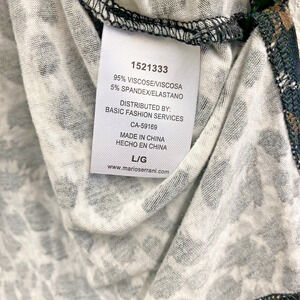 1521333
95% VISCOSE/VISCOSA
5% SPANDEX/ELASTANO
DISTRIBUTED BY:
BASIC FASHION SERVICES
CA-59169
MADE IN CHINA
HECHO EN CHINA
L/G
www.marioserrani.com